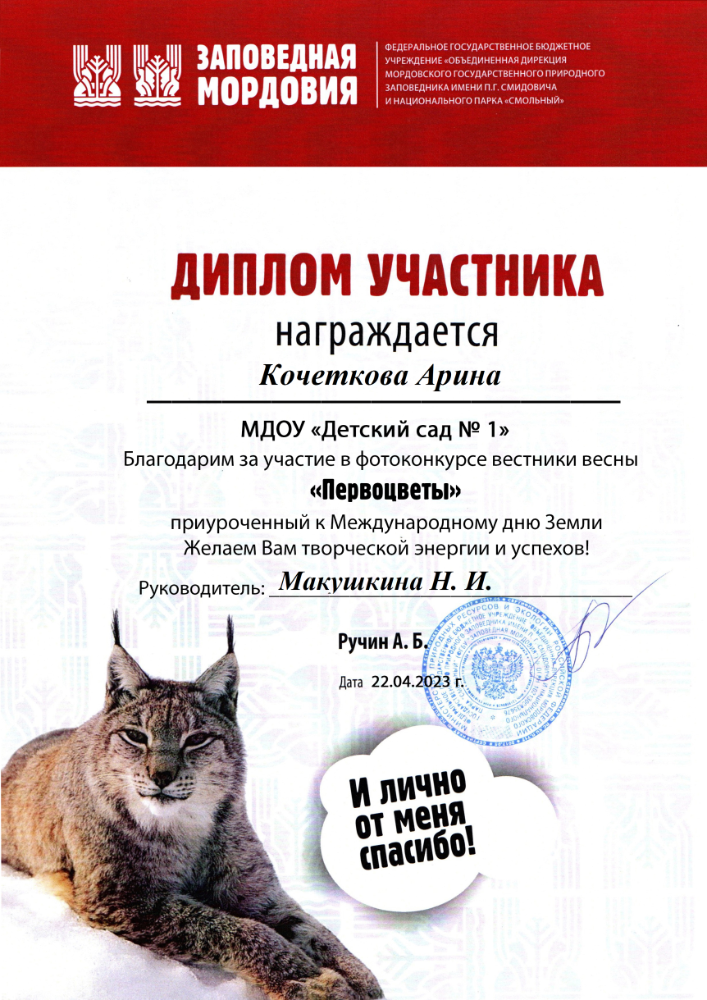 ЗАПОВЕДНАЯ
МОРДОВИЯ
ФЕДЕРАЛЬНОЕ ГОСУДАРСТВЕННОЕ БЮДЖЕТНОЕ
УЧРЕЖДЕНИЕ «ОБЪЕДИНЕННАЯ ДИРЕКЦИЯ
МОРДОВСКОГО ГОСУДАРСТВЕННОГО ПРИРОДНОГО
ЗАПОВЕДНИКА ИМЕНИ П.Г. СМИДОВИЧА
И НАЦИОНАЛЬНОГО ПАРКА «СМОЛЬНЫЙ»
ДИПЛОМ УЧАСТНИКА
награждается
Кочеткова Арина
МДОУ «Детский сад № 1»
Благодарим за участие в фотоконкурсе вестники весны
«Первоцветы»
приуроченный к Международному дню Земли
Желаем Вам творческой энергии и успехов!
Руководитель: Макушкина Н. И.
Ручин А. Б.
Дата 22.04.2023 г.
И лично
от меня
спасибо!